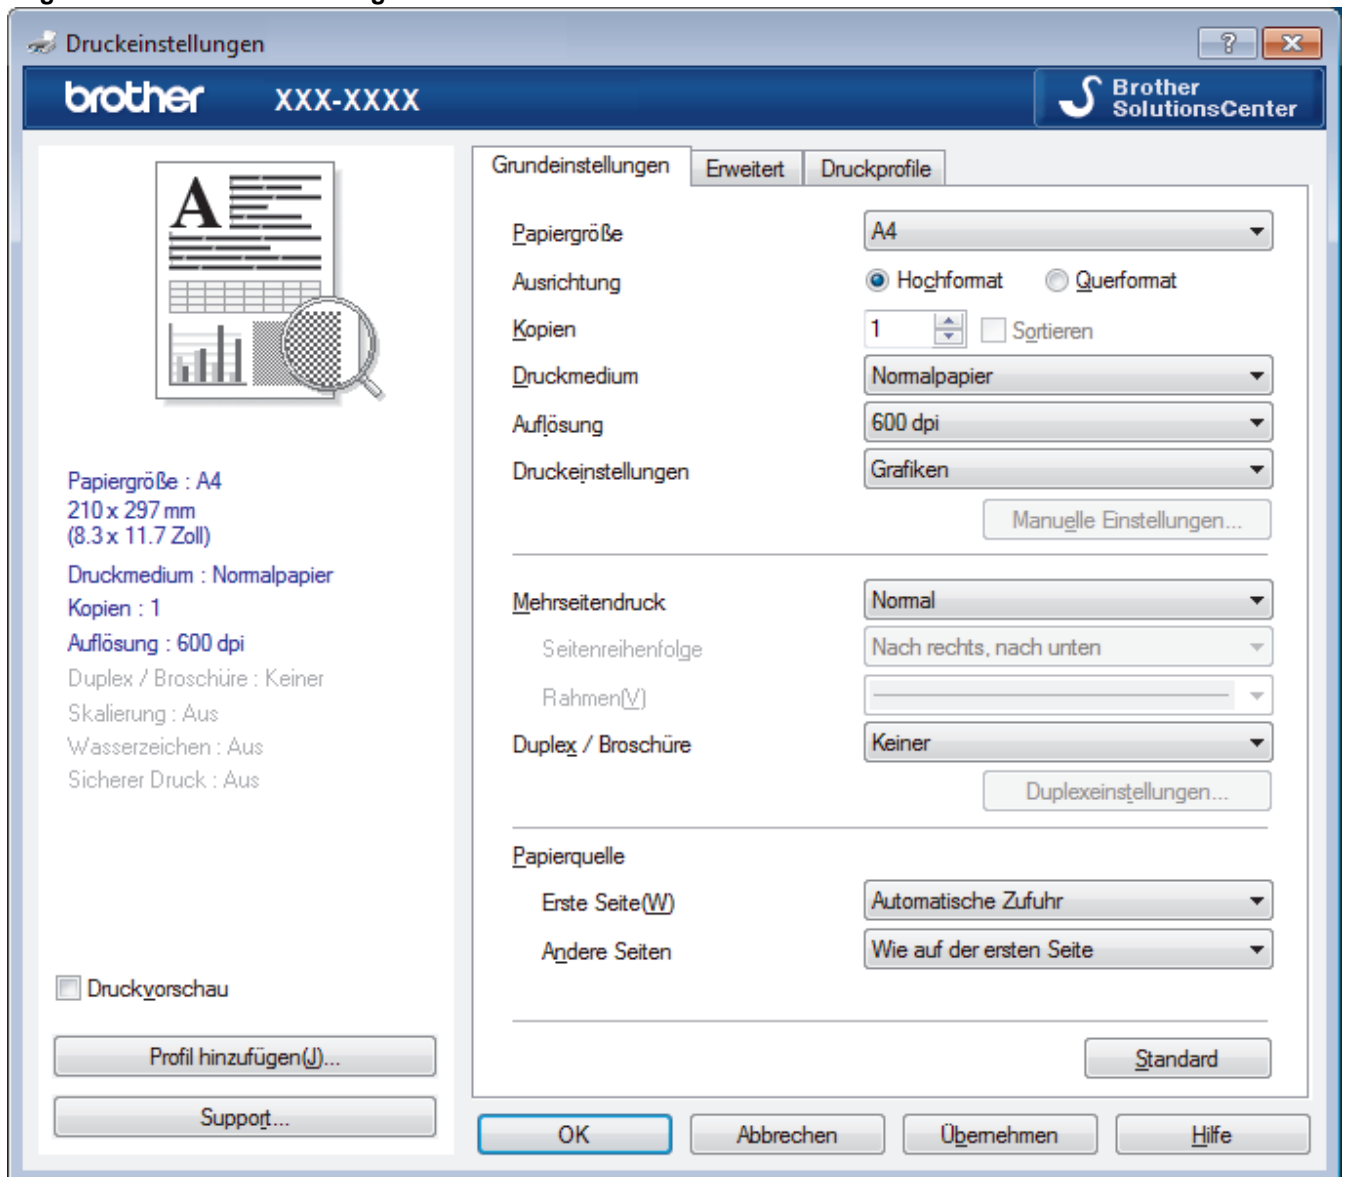 Druckeinstellungen
brother XXX-XXXX
Brother
SolutionsCenter
A
Papiergröße : A4
210 x 297 mm
(8.3 x 11.7 Zoll)
Druckmedium : Normalpapier
Kopien : 1
Auflösung : 600 dpi
Duplex / Broschüre : Keiner
Skalierung : Aus
Wasserzeichen : Aus
Sicherer Druck : Aus
Druckvorschau
Profil hinzufügen(J)...
Support...
Grundeinstellungen Erweitert Druckprofile
Papiergröße A4
Ausrichtung Hochformat Querformat
Kopien 1 Sortieren
Druckmedium Normalpapier
Auflösung 600 dpi
Druckeinstellungen Grafiken
Manuelle Einstellungen...
Mehrseitendruck Normal
Seitenreihenfolge Nach rechts, nach unten
Rahmen(V)
Duplex / Broschüre Keiner
Duplexeinstellungen...
Papierquelle
Erste Seite(W) Automatische Zufuhr
Andere Seiten Wie auf der ersten Seite
Standard
OK Abbrechen Übernehmen Hilfe